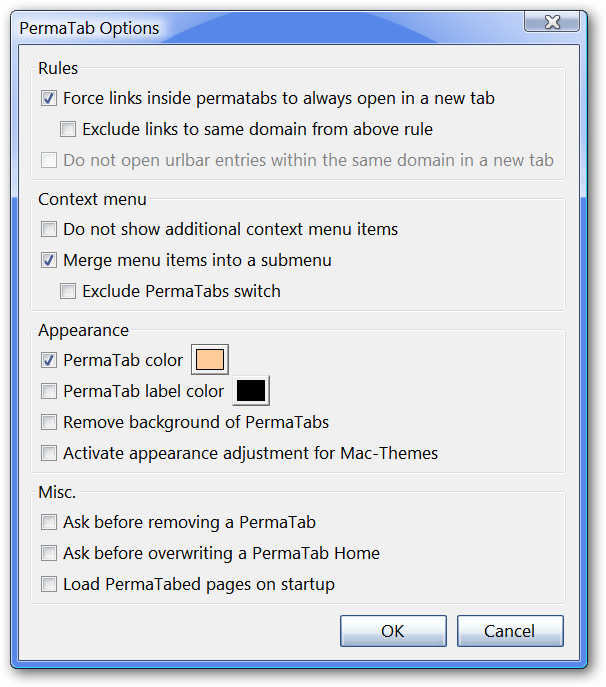 PermaTab Options
Rules
Force links inside permatabs to always open in a new tab
Exclude links to same domain from above rule
Do not open urlbar entries within the same domain in a new tab
Context menu
Do not show additional context menu items
Merge menu items into a submenu
Exclude PermaTabs switch
Appearance
PermaTab color
PermaTab label color
Remove background of PermaTabs
Activate appearance adjustment for Mac-Themes
Misc.
Ask before removing a PermaTab
Ask before overwriting a PermaTab Home
Load PermaTabed pages on startup
OK Cancel